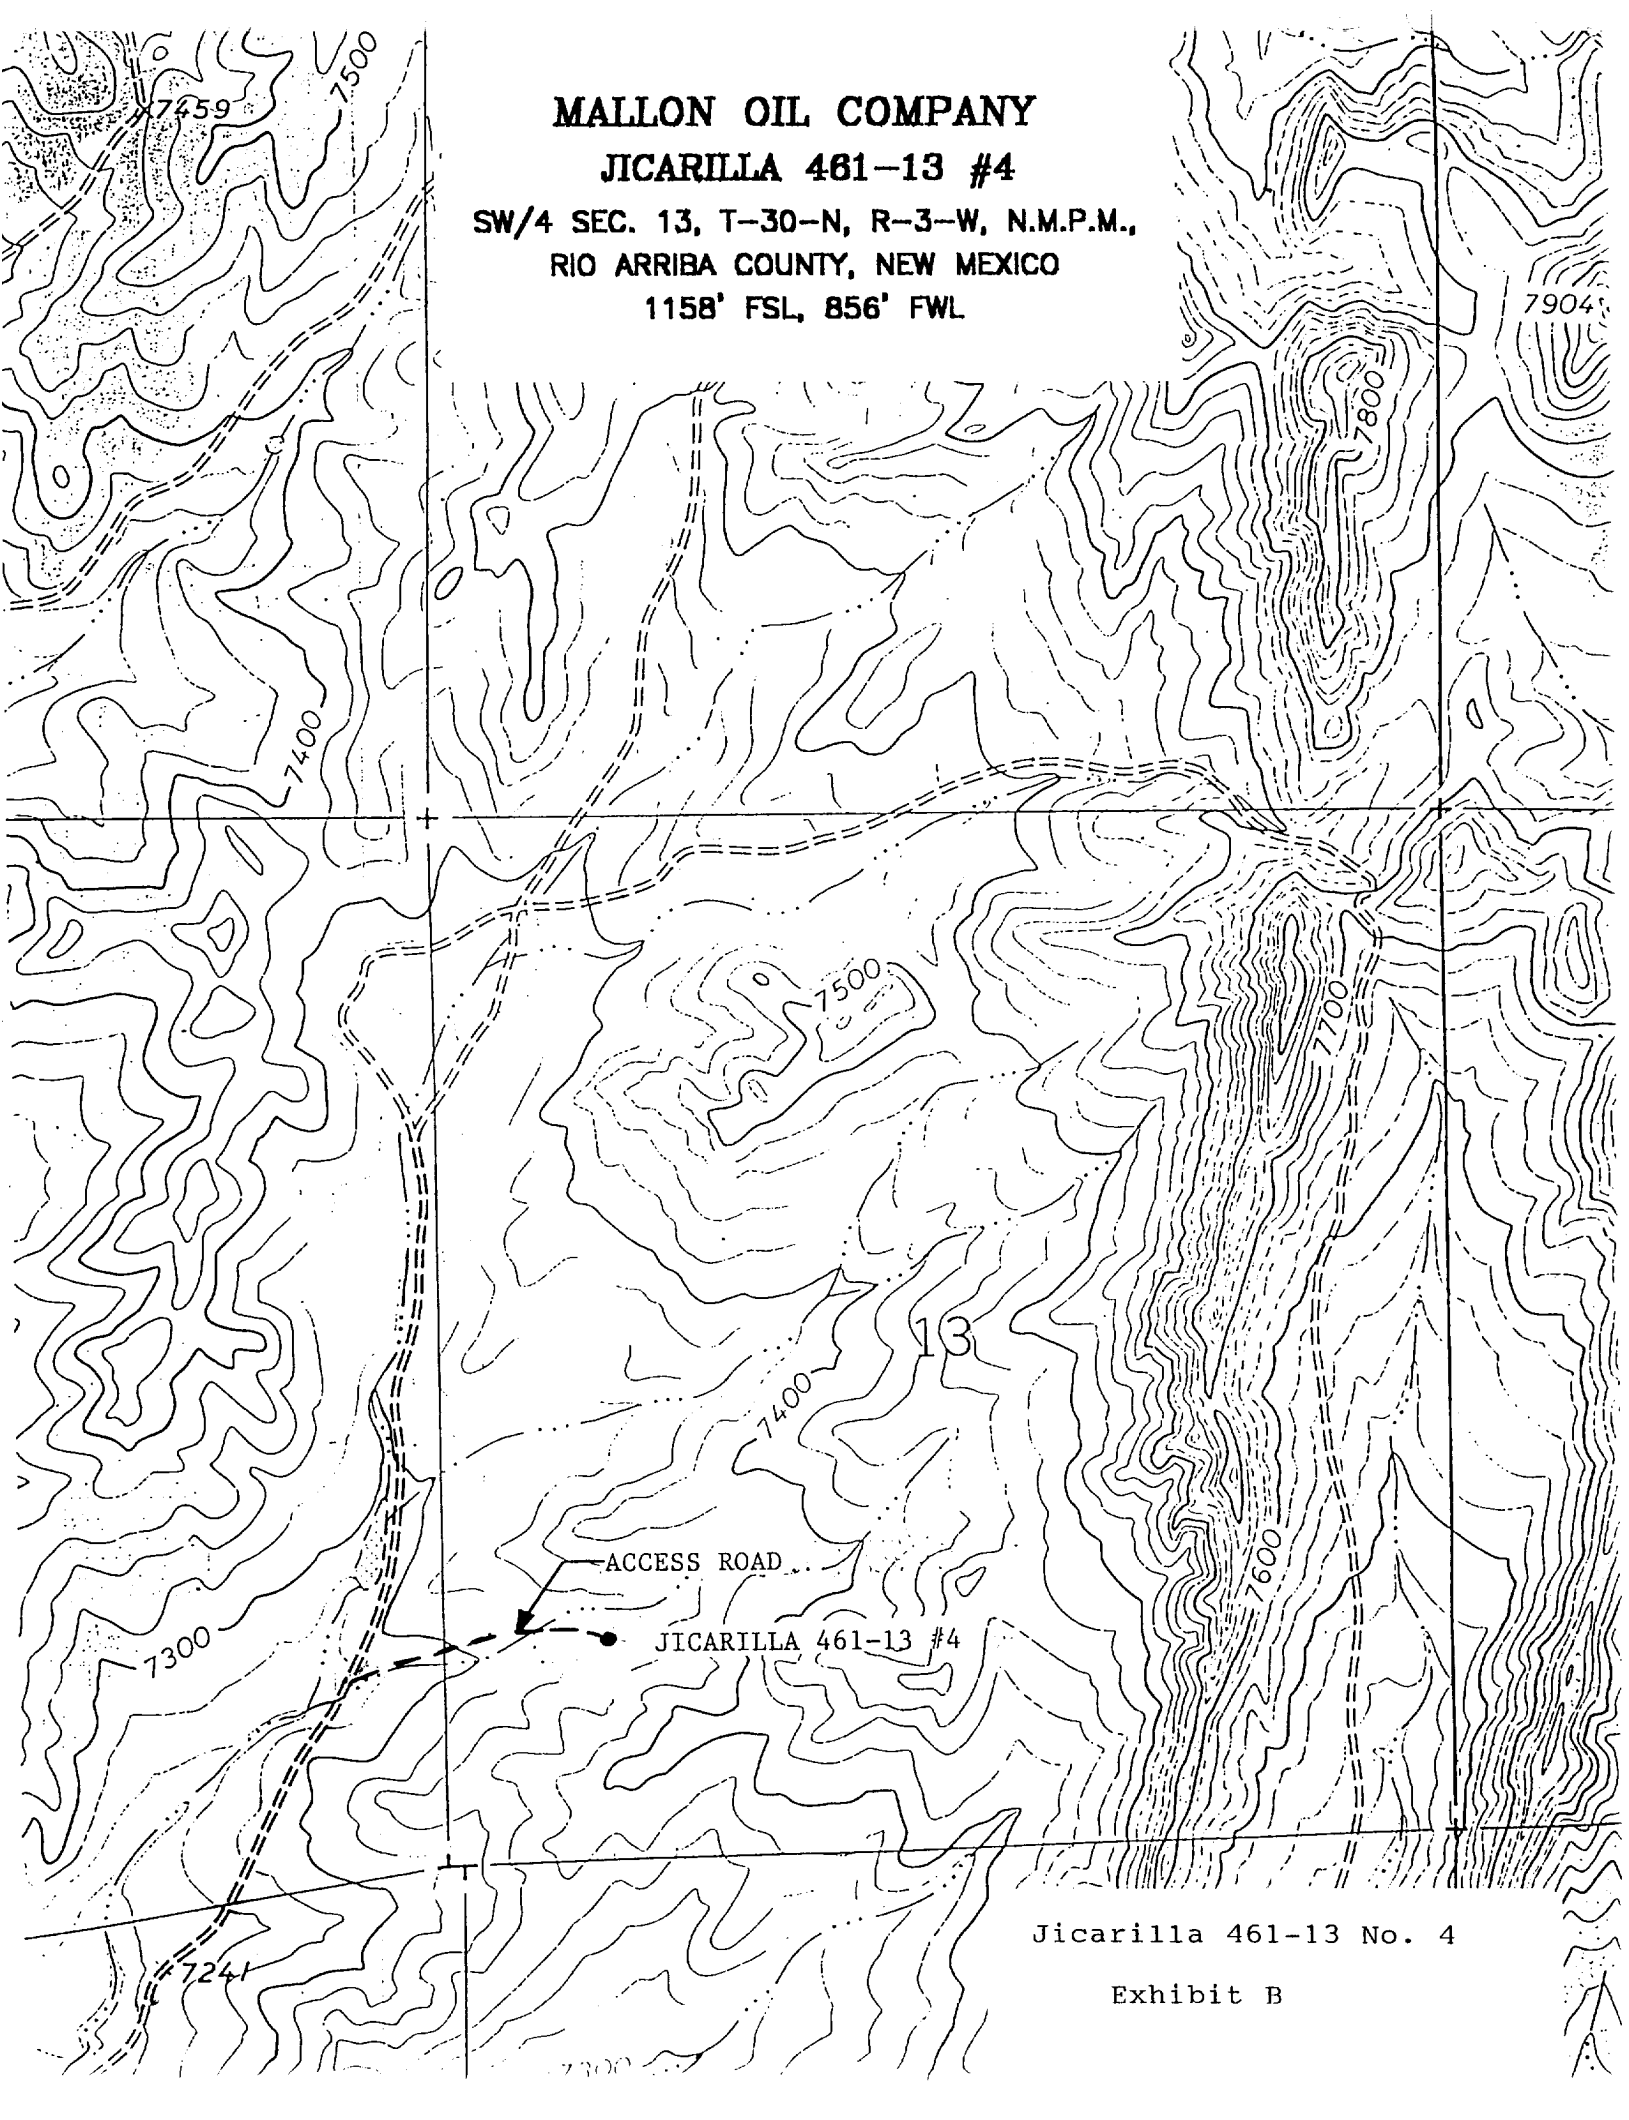 MALLON OIL COMPANY
JICARILLA 461-13 #4
SW/4 SEC. 13, T-30-N, R-3-W, N.M.P.M.,
RIO ARRIBA COUNTY, NEW MEXICO
1158' FSL, 856' FWL
7500
7459
7904
7800
7400
7500
7700
13
7400
ACCESS ROAD
7600
JICARILLA 461-13 #4
7300
Jicarilla 461-13 No. 4
7241
Exhibit B
7300